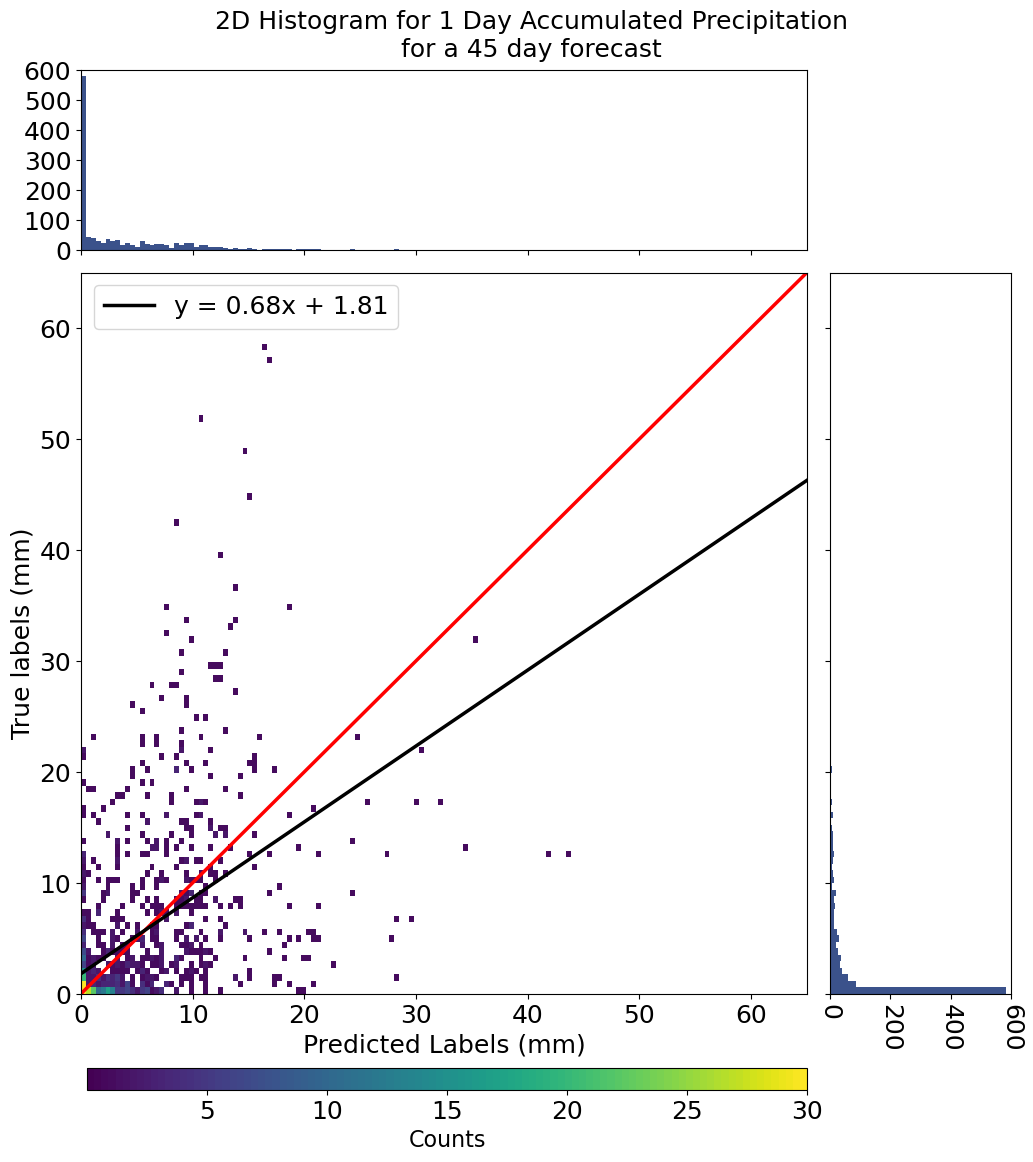 2D Histogram for 1 Day Accumulated Precipitation
for a 45 day forecast
600
500
400
300
200
100
0
y = 0.68x + 1.81
60
50
40
30
20
10
0
True labels (mm)
0 10 20 30 40 50 60
Predicted Labels (mm)
0 200 400 600
5 10 15 20 25 30
Counts